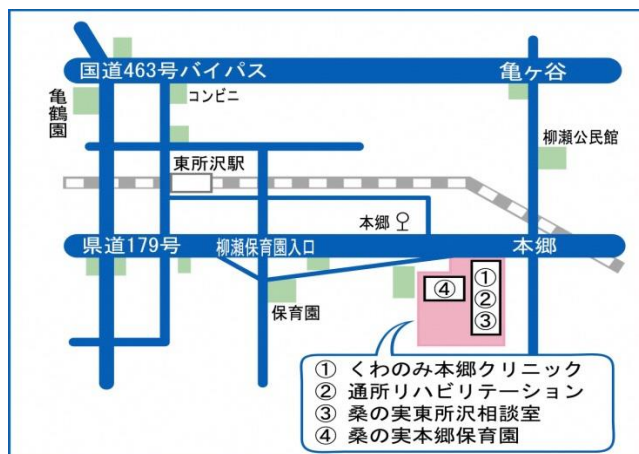 国道463号バイパス
亀ヶ谷
亀鶴園
コンビニ
柳瀬公民館
東所沢駅
本郷
県道179号
柳瀬保育園入口
本郷
保育園
④
①
②
③
① くわのみ本郷クリニック
② 通所リハビリテーション
③ 桑の実東所沢相談室
④ 桑の実本郷保育園